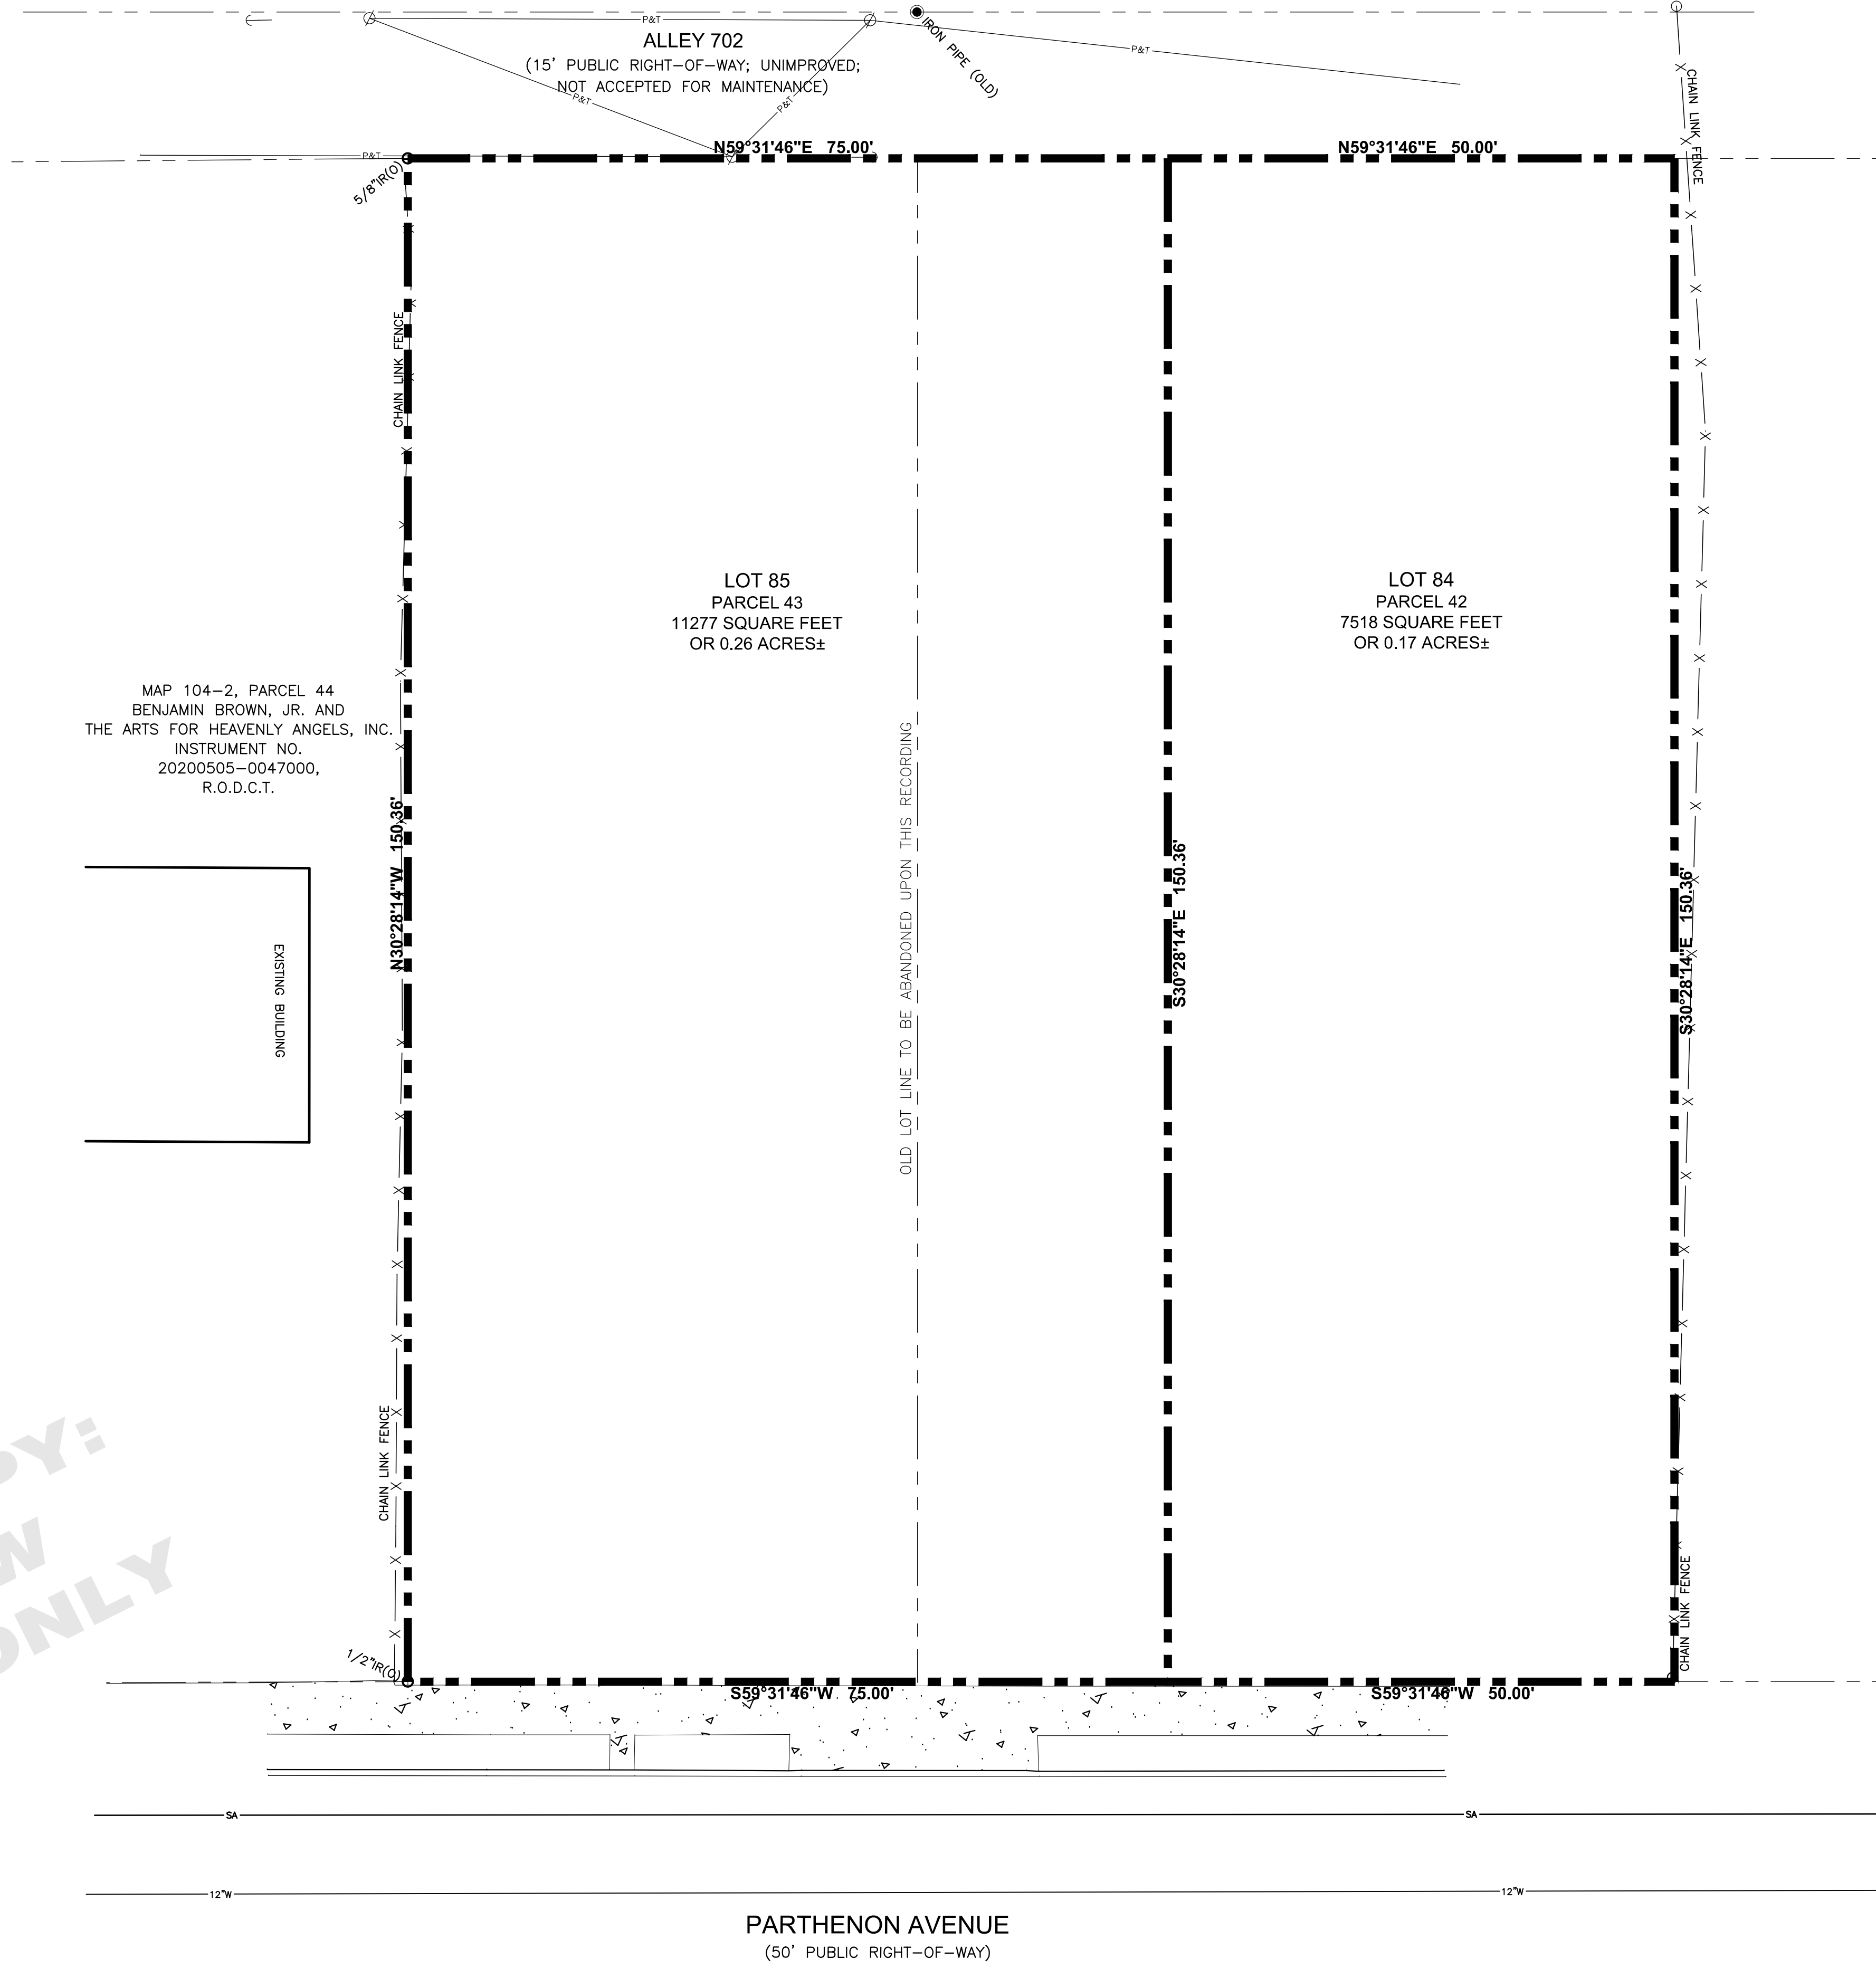 P&T
ALLEY 702
(15' PUBLIC RIGHT-OF-WAY; UNIMPROVED;
NOT ACCEPTED FOR MAINTENANCE)
P&T
P&T
P&T
IRON PIPE (OLD)
CHAIN LINK FENCE
P&T
5/8"IR(O)
N59°31'46"E 75.00'
N59°31'46"E 50.00'
CHAIN LINK FENCE
LOT 85
PARCEL 43
11277 SQUARE FEET
OR 0.26 ACRES±
LOT 84
PARCEL 42
7518 SQUARE FEET
OR 0.17 ACRES±
MAP 104-2, PARCEL 44
BENJAMIN BROWN, JR. AND
THE ARTS FOR HEAVENLY ANGELS, INC.
INSTRUMENT NO.
20200505-0047000,
R.O.D.C.T.
N30°28'14"W 150.36'
OLD LOT LINE TO BE ABANDONED UPON THIS RECORDING
S30°28'14"E 150.36'
S30°28'14"E 150.36'
EXISTING BUILDING
CHAIN LINK FENCE
CHAIN LINK FENCE
ONLY
1/2"IR(O)
S59°31'46"W 75.00'
S59°31'46"W 50.00'
SA
SA
12"W
12"W
PARTHENON AVENUE
(50' PUBLIC RIGHT-OF-WAY)